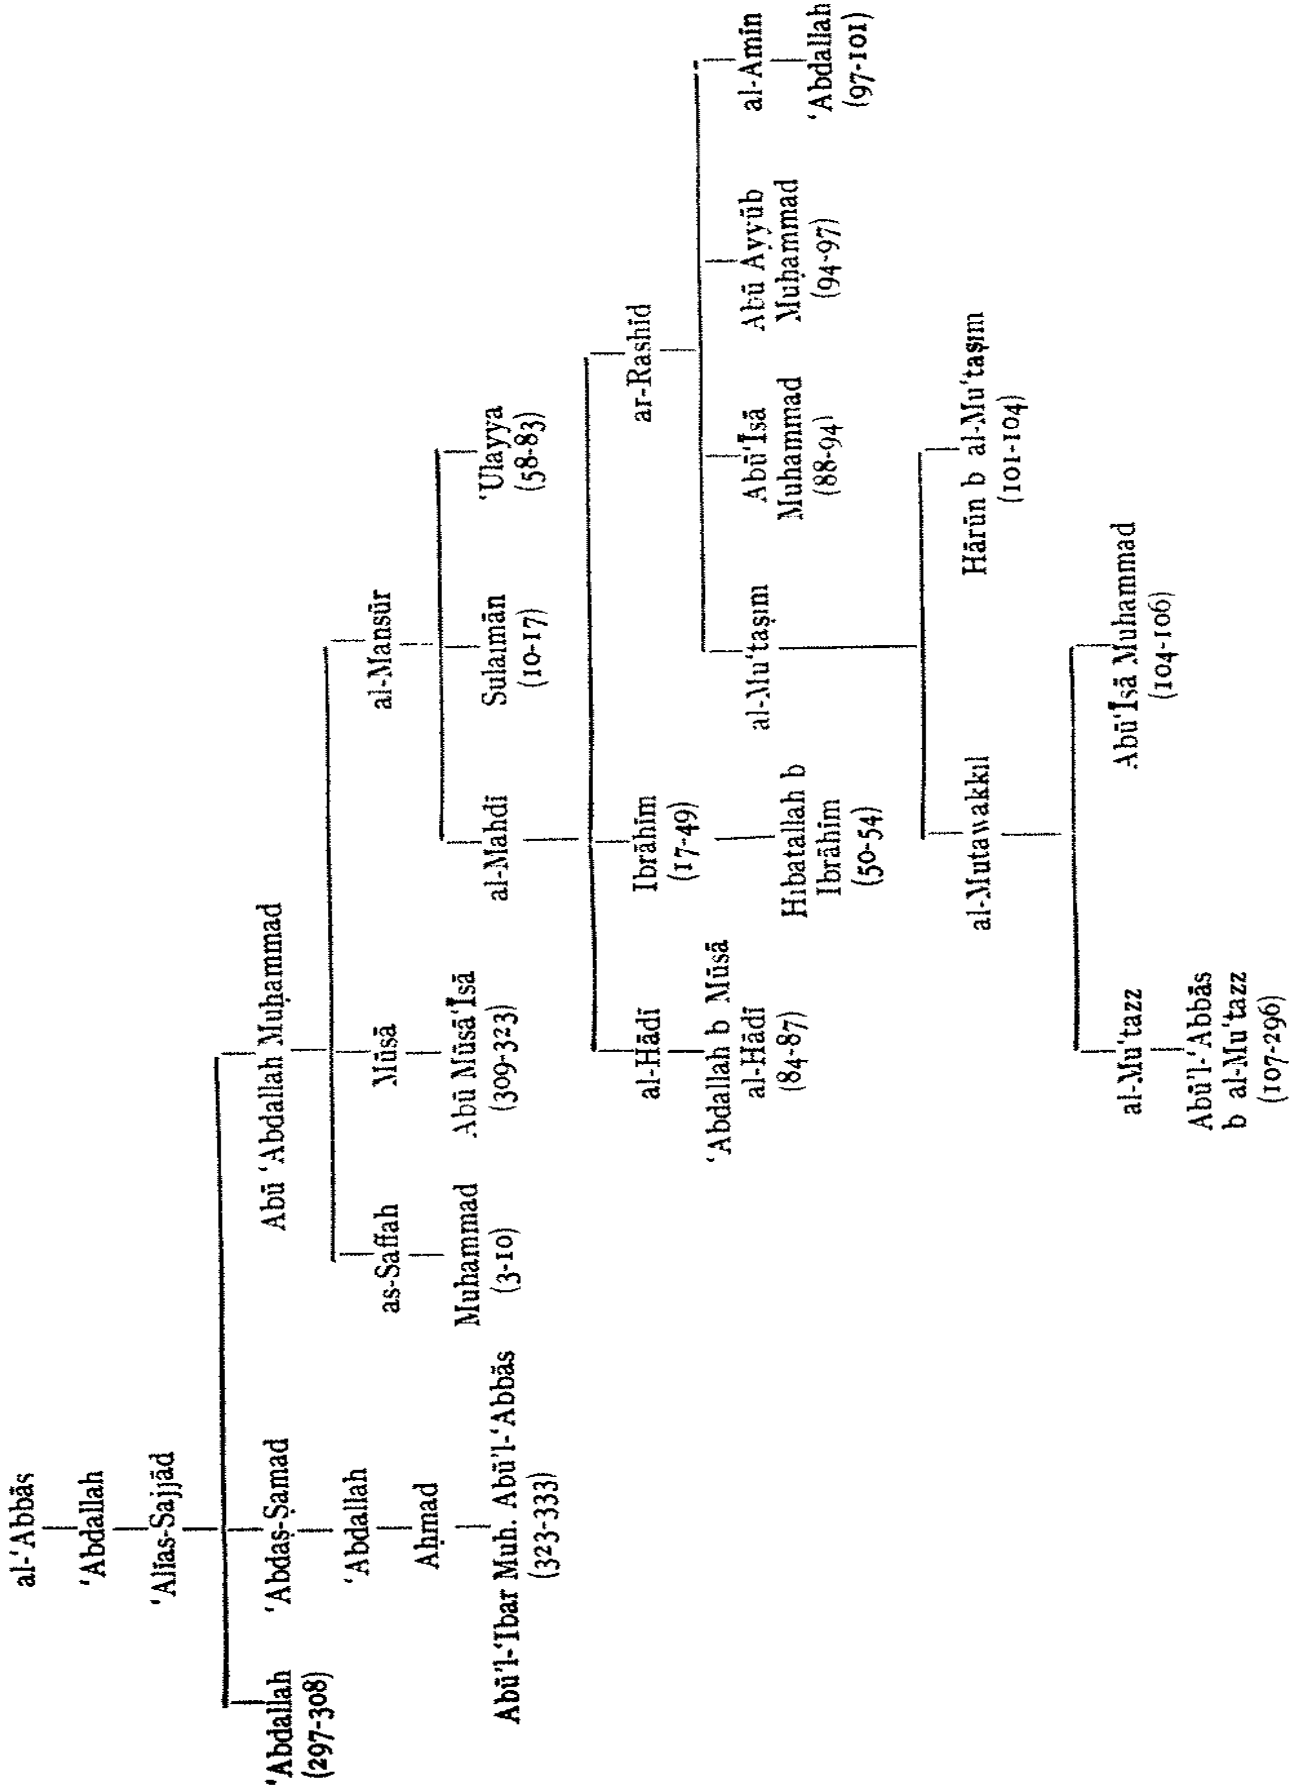 al-‘Abbās
‘Abdallah
‘Alīas-Sajjād
‘Abdallah
(297-308)
‘Abdaṣ-Ṣamad
Abū ‘Abdallah Muḥammad
‘Abdallah
Aḥmad
Abū'l-‘Ibar Muh. Abū'l-‘Abbās
(323-333)
as-Saffah
Mūsā
al-Mansūr
Muhammad
(3-10)
Abū Mūsā‘Īsā
(309-323)
al-Mahdī
Sulaimān
(10-17)
‘Ulayya
(58-83)
al-Hādī
Ibrāhīm
(17-49)
ar-Rashīd
‘Abdallah b Mūsā
al-Hādī
(84-87)
Hibatallah b
Ibrāhīm
(50-54)
al-Mu‘taṣim
Abū‘Īsā
Muhammad
(88-94)
Abū Ayyūb
Muḥammad
(94-97)
al-Amīn
‘Abdallah
(97-101)
al-Mutawakkil
Hārūn b al-Mu‘taṣim
(101-104)
al-Mu‘tazz
Abū‘Īsā Muhammad
(104-106)
Abū'l-‘Abbās
b al-Mu‘tazz
(107-296)